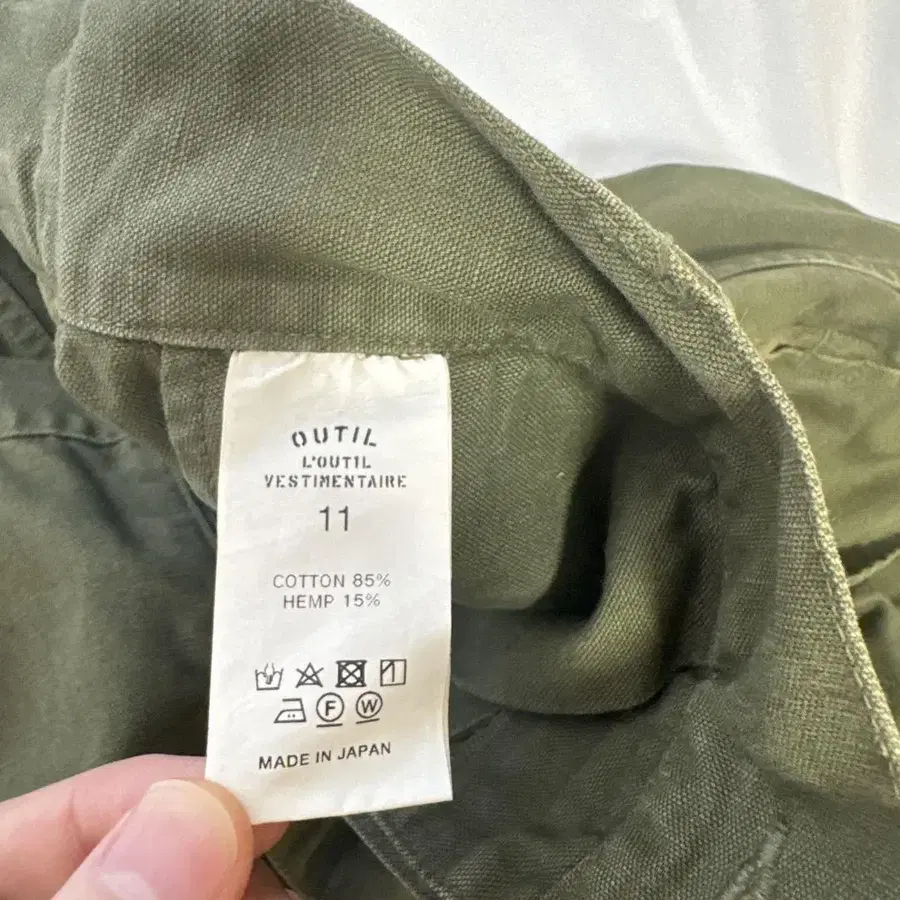 OUTIL
L'OUTIL
VESTIMENTAIRE
11
COTTON 85%
HEMP 15%
F W
MADE IN JAPAN